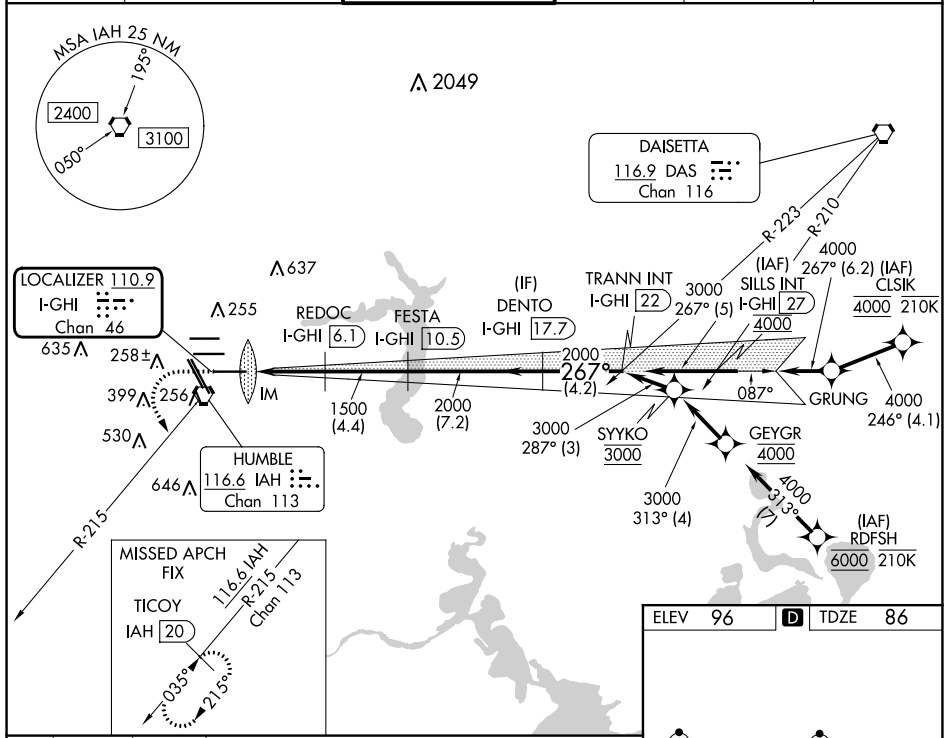 MSA IAH 25 NM
195°
2400
3100
050°
2049
DAISETTA
116.9 DAS
Chan 116
R-223
R-210
LOCALIZER 110.9
I-GHI
Chan 46
637
255
635
258±
399
256
530
646
IM
REDOC
I-GHI 6.1
FESTA
I-GHI 10.5
(IF)
DENTO
I-GHI 17.7
TRANN INT
I-GHI 22
3000
267° (5)
(IAF)
SILLS INT
I-GHI 27
4000
4000
267° (6.2)
(IAF)
CLSIK
4000 210K
2000
267°
(4.2)
087°
GRUNG
4000
246° (4.1)
1500
(4.4)
2000
(7.2)
3000
287° (3)
SYYKO
3000
GEYGR
4000
3000
313° (4)
4000
313°
(7)
(IAF)
RDFSH
6000 210K
HUMBLE
116.6 IAH
Chan 113
R-215
MISSED APCH
FIX
116.6 IAH
R-215
Chan 113
TICOY
IAH 20
035°
215°
ELEV 96
D
TDZE 86